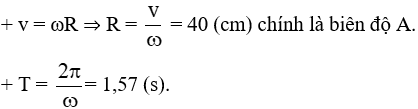 + v = ωR ⇒ R = v/ω = 40 (cm) chính là biên độ A.
+ T = 2π/ω = 1,57 (s).